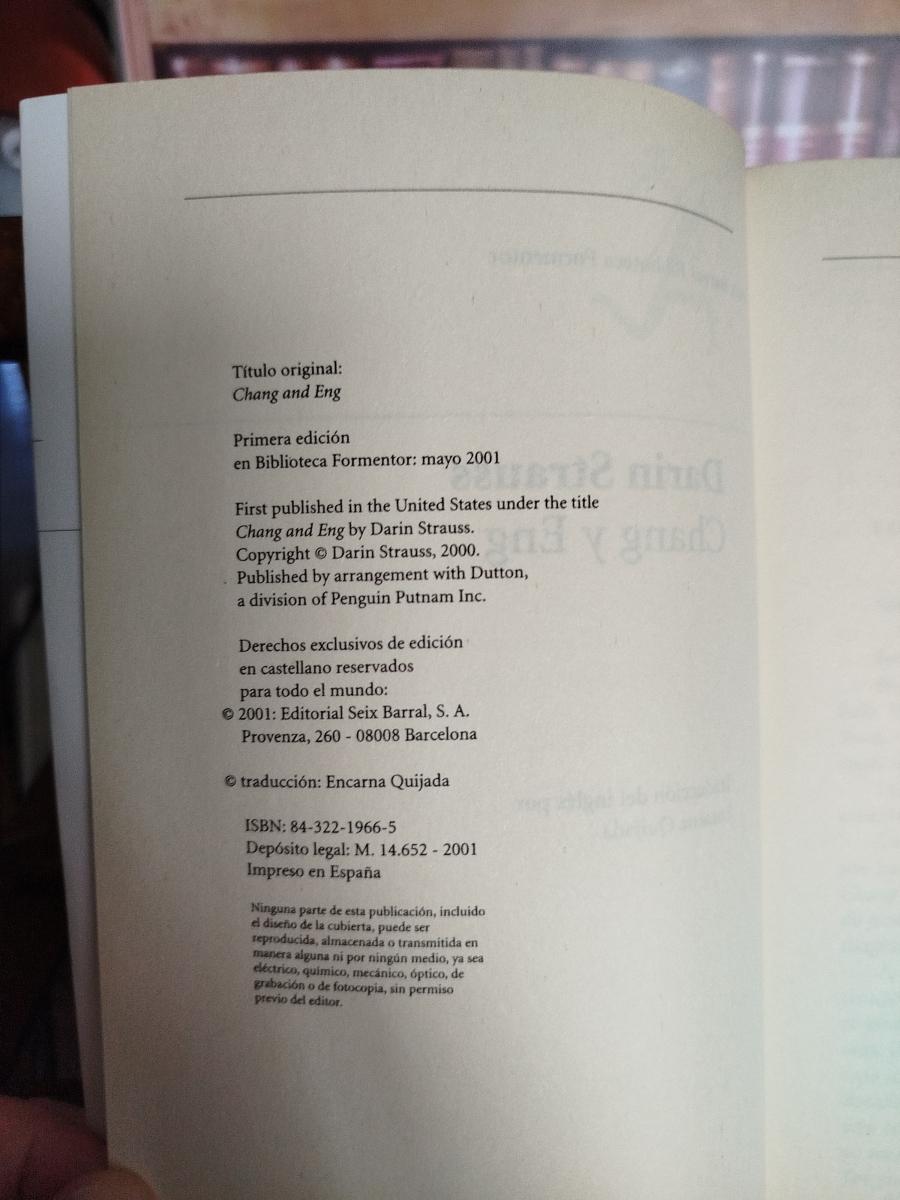 Título original:
Chang and Eng
Primera edición
en Biblioteca Formentor: mayo 2001
First published in the United States under the title
Chang and Eng by Darin Strauss.
Copyright © Darin Strauss, 2000.
Published by arrangement with Dutton,
a division of Penguin Putnam Inc.
Derechos exclusivos de edición
en castellano reservados
para todo el mundo:
© 2001: Editorial Seix Barral, S. A.
Provenza, 260 - 08008 Barcelona
© traducción: Encarna Quijada
ISBN: 84-322-1966-5
Depósito legal: M. 14.652 - 2001
Impreso en España
Ninguna parte de esta publicación, incluido
el diseño de la cubierta, puede ser
reproducida, almacenada o transmitida en
manera alguna ni por ningún medio, ya sea
eléctrico, químico, mecánico, óptico, de
grabación o de fotocopia, sin permiso
previo del editor.
Darin Strauss
Chang y Eng